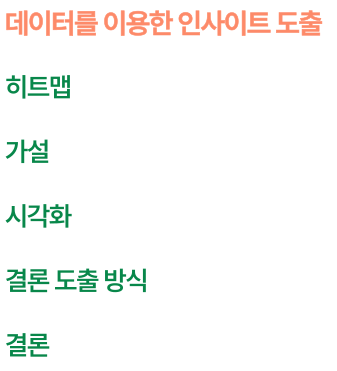 데이터를 이용한 인사이트 도출
히트맵
가설
시각화
결론 도출 방식
결론